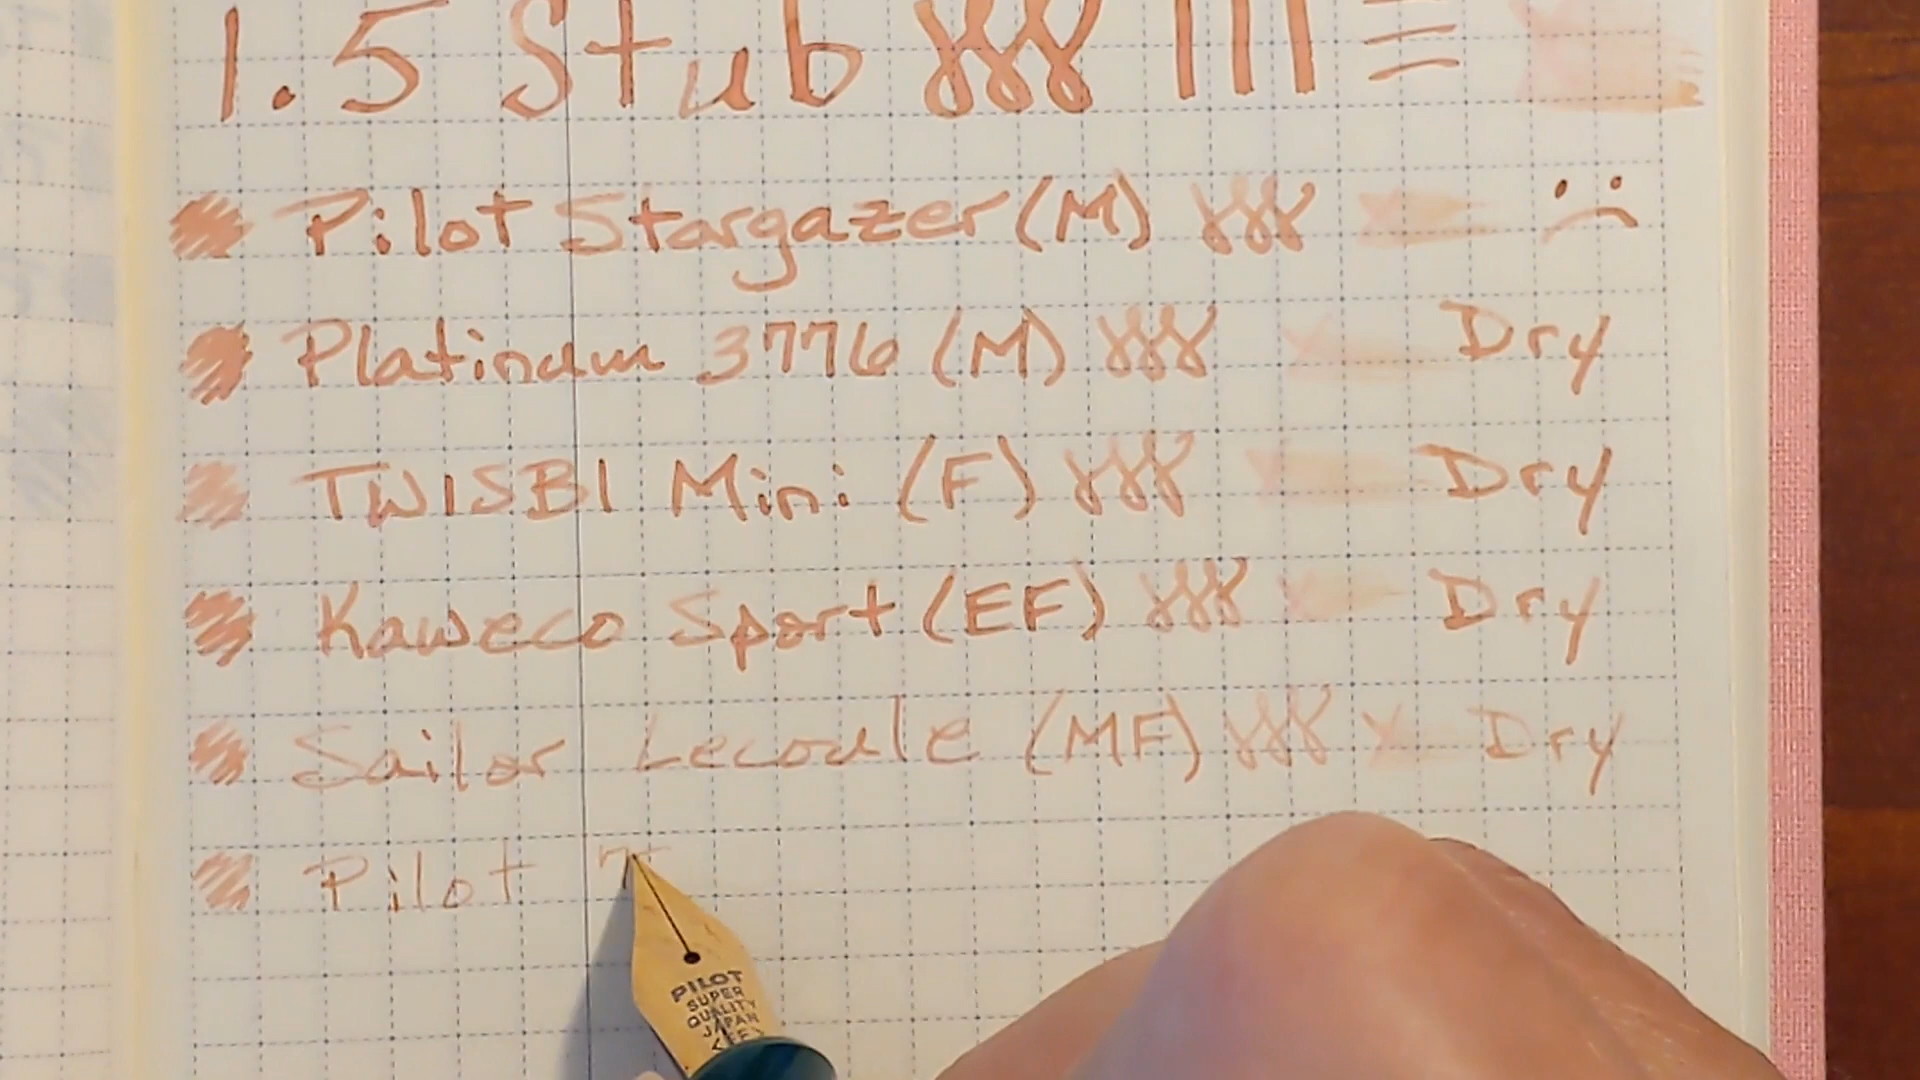 1.5 Stub
Pilot Stargazer (M)
Platinum 3776 (M) Dry
TWISBI Mini (F) Dry
Kaweco Sport (EF) Dry
Sailor Lecoule (MF) Dry
Pilot
PILOT
SUPER
QUALITY
JAPAN